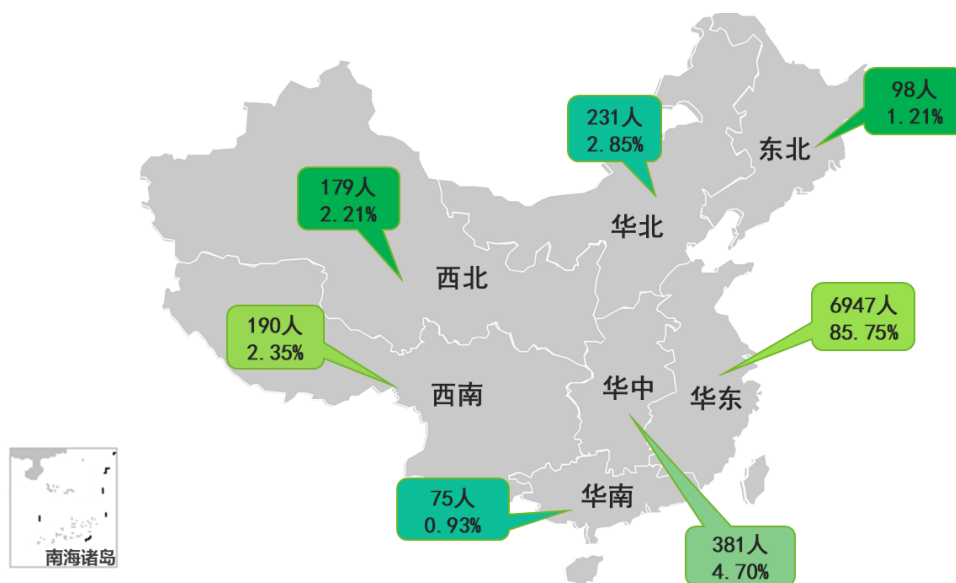 98人
1.21%
231人
2.85%
东北
179人
2.21%
华北
西北
6947人
85.75%
190人
2.35%
西南
华中
华东
75人
0.93%
华南
381人
4.70%
南海诸岛